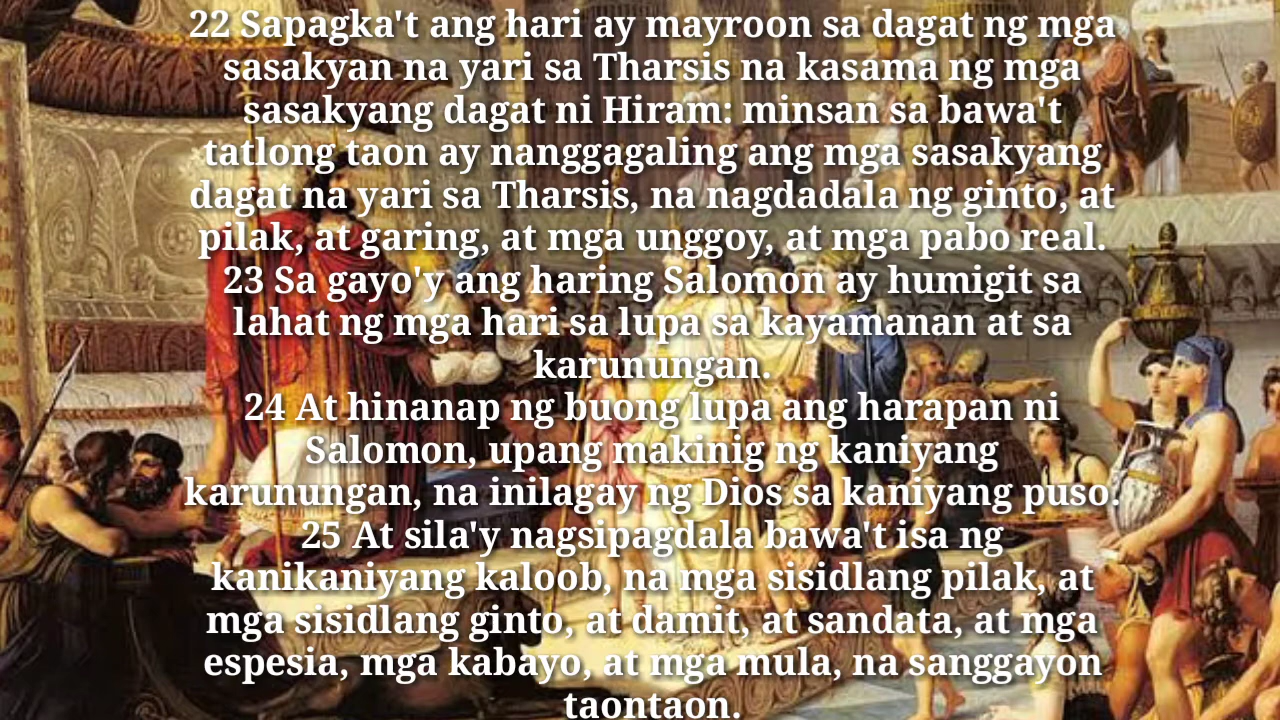 22 Sapagka't ang hari ay mayroon sa dagat ng mga
sasakyan na yari sa Tharsis na kasama ng mga
sasakyang dagat ni Hiram: minsan sa bawa't
tatlong taon ay nanggagaling ang mga sasakyang
dagat na yari sa Tharsis, na nagdadala ng ginto, at
pilak, at garing, at mga unggoy, at mga pabo real.
23 Sa gayo'y ang haring Salomon ay humigit sa
lahat ng mga hari sa lupa sa kayamanan at sa
karunungan.
24 At hinanap ng buong lupa ang harapan ni
Salomon, upang makinig ng kaniyang
karunungan, na inilagay ng Dios sa kaniyang puso.
25 At sila'y nagsipagdala bawa't isa ng
kanikaniyang kaloob, na mga sisidlang pilak, at
mga sisidlang ginto, at damit, at sandata, at mga
espesia, mga kabayo, at mga mula, na sanggayon
taontaon.